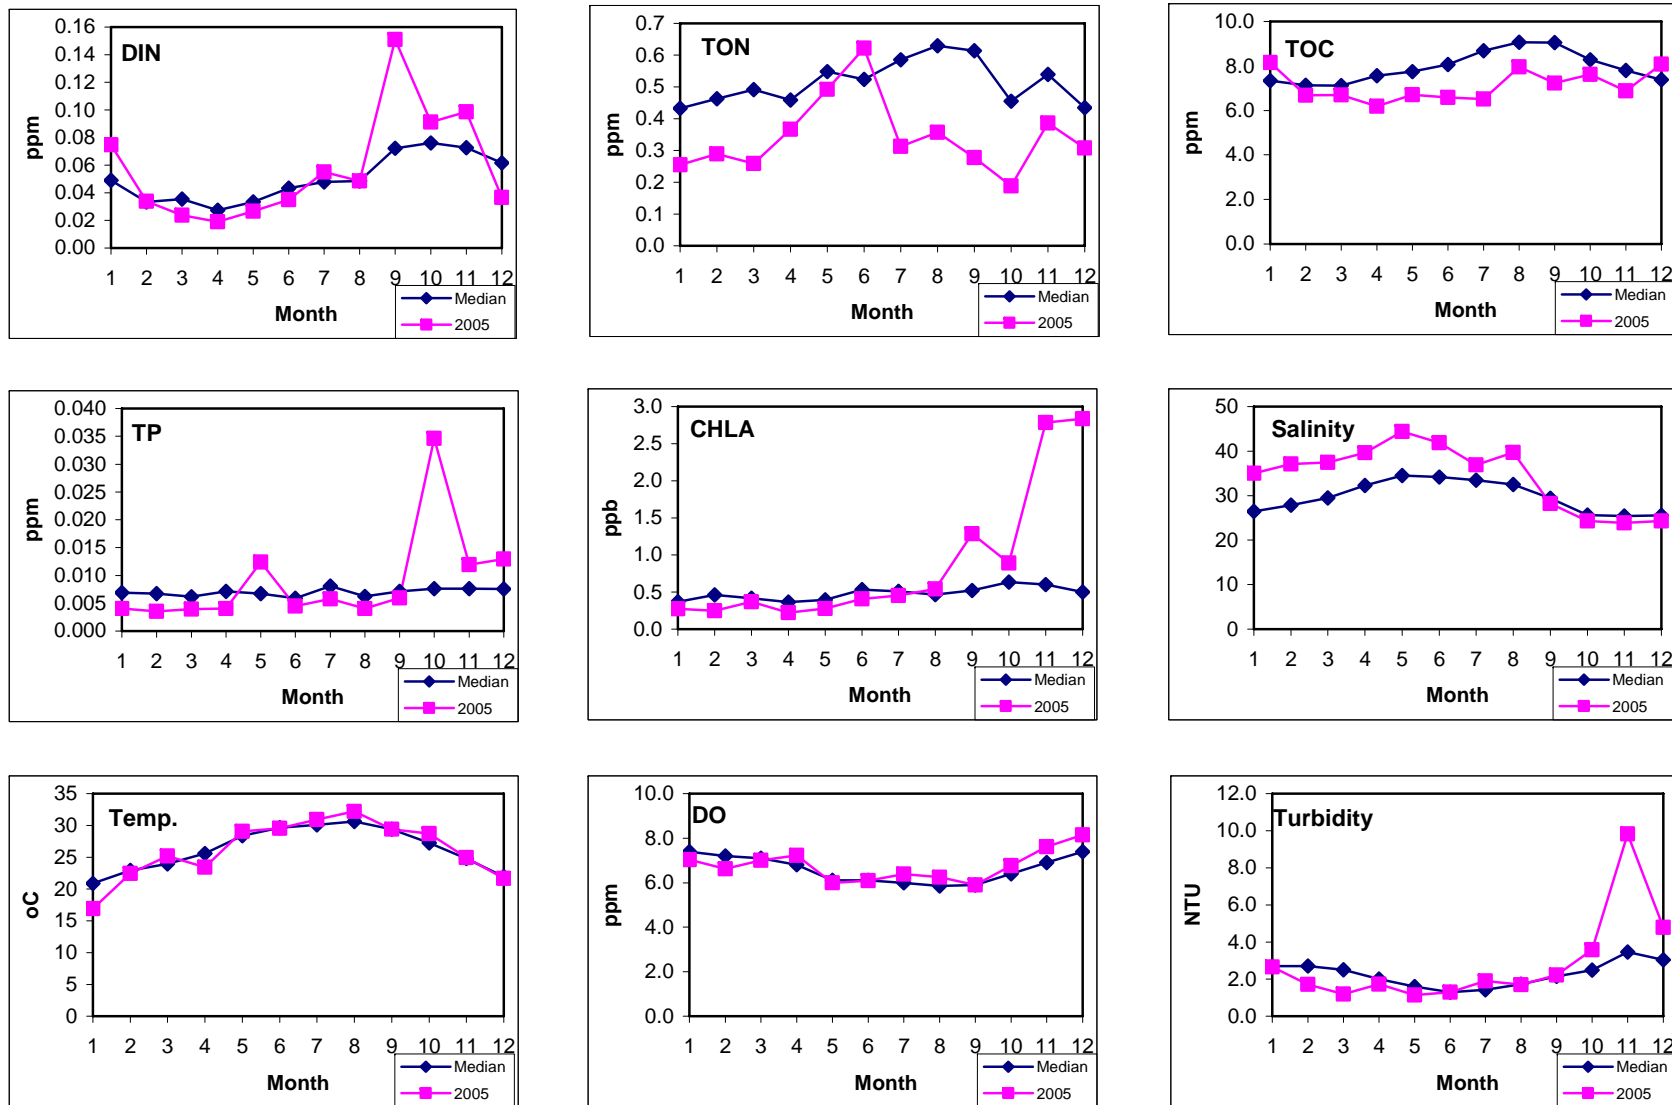 DIN
0.16
0.14
0.12
0.10
0.08
0.06
0.04
0.02
0.00
ppm
1 2 3 4 5 6 7 8 9 10 11 12
Month
Median
2005
TON
0.7
0.6
0.5
0.4
0.3
0.2
0.1
0.0
ppm
1 2 3 4 5 6 7 8 9 10 11 12
Month
Median
2005
TOC
10.0
8.0
6.0
4.0
2.0
0.0
ppm
1 2 3 4 5 6 7 8 9 10 11 12
Month
Median
2005
TP
0.040
0.035
0.030
0.025
0.020
0.015
0.010
0.005
0.000
ppm
1 2 3 4 5 6 7 8 9 10 11 12
Month
Median
2005
CHLA
3.0
2.5
2.0
1.5
1.0
0.5
0.0
ppb
1 2 3 4 5 6 7 8 9 10 11 12
Month
Median
2005
Salinity
50
40
30
20
10
0
1 2 3 4 5 6 7 8 9 10 11 12
Month
Median
2005
Temp.
35
30
25
20
15
10
5
0
oC
1 2 3 4 5 6 7 8 9 10 11 12
Month
Median
2005
DO
10.0
8.0
6.0
4.0
2.0
0.0
ppm
1 2 3 4 5 6 7 8 9 10 11 12
Month
Median
2005
Turbidity
12.0
10.0
8.0
6.0
4.0
2.0
0.0
NTU
1 2 3 4 5 6 7 8 9 10 11 12
Month
Median
2005